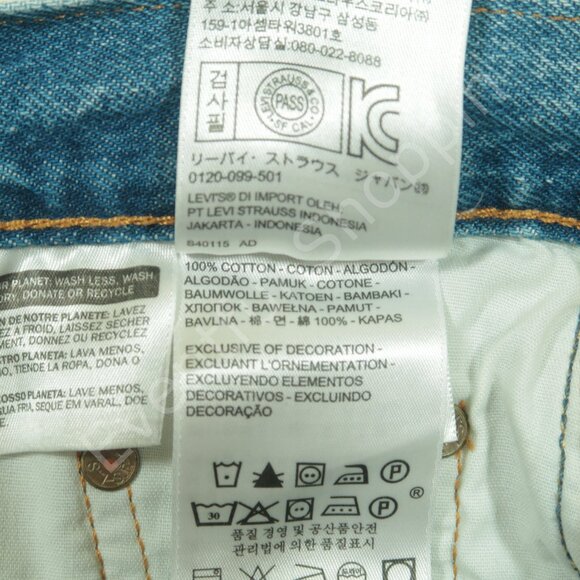 주 소:서울시 강남구 삼성동
159-1아셈타워3801호
소비자상담실:080-022-8088
검사필
LEVI STRAUSS & CO
PASS
SF CAL
リーバイ・ストラウス ジャパン㈱
0120-099-501
LEVI'S® DI IMPORT OLEH:
PT LEVI STRAUSS INDONESIA
JAKARTA - INDONESIA
S40115 AD
PLANET: WASH LESS, WASH
DRY, DONATE OR RECYCLE
DE NOTRE PLANETE: LAVEZ
A FROID, LAISSEZ SECHER
DONNEZ OU RECYCLEZ
PLANETA: LAVA MENOS,
TIENDE LA ROPA, DONA O
PLANETA: LAVE MENOS,
FRIA, SEQUE EM VARAL, DOE
100% COTTON - COTON - ALGODÓN -
ALGODÃO - PAMUK - COTONE -
BAUMWOLLE - KATOEN - BAMBAKI -
ХЛОПОК - BAWEŁNA - PAMUT -
BAVLNA - 棉 - 면 - 綿 100% - KAPAS
EXCLUSIVE OF DECORATION -
EXCLUANT L'ORNEMENTATION -
EXCLUYENDO ELEMENTOS
DECORATIVOS - EXCLUINDO
DECORAÇÃO
P
30 P ®
품질경영 및 공산품안전
관리법에 의한 품질표시